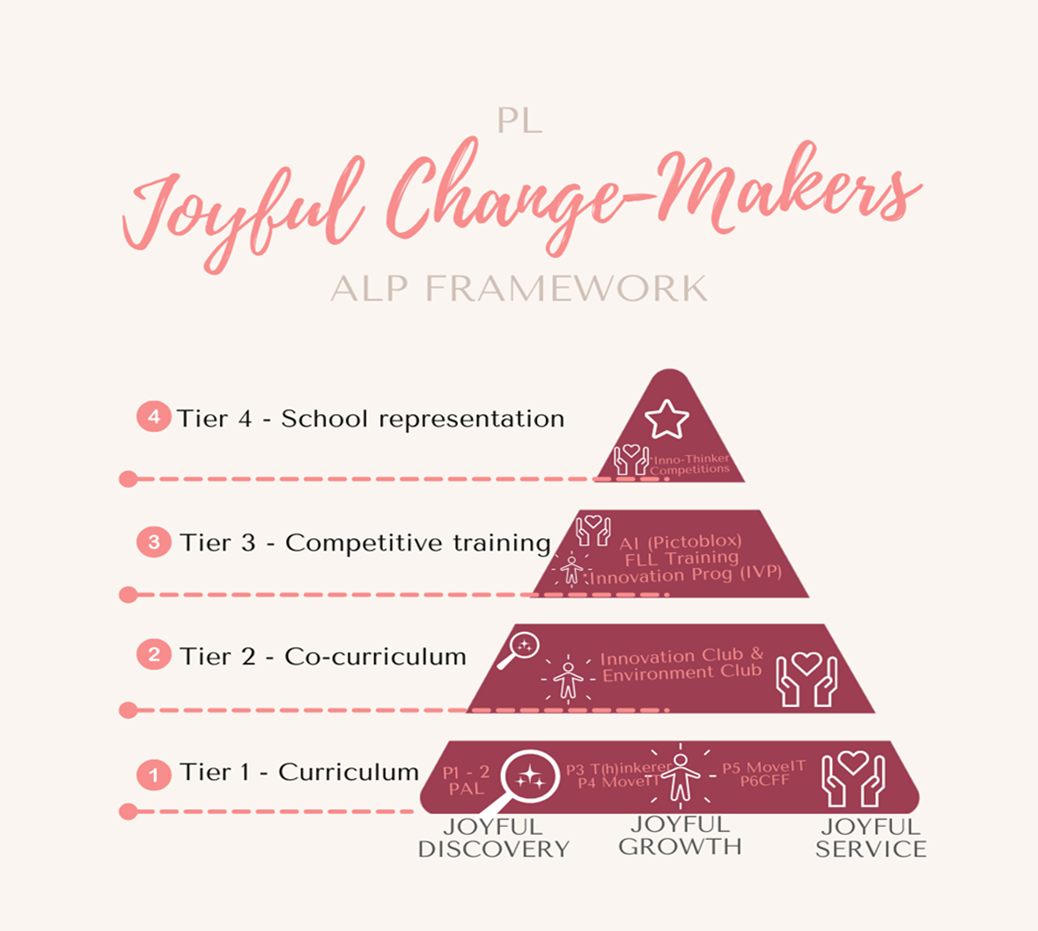 PL
Joyful Change-Makers
ALP FRAMEWORK
4 Tier 4 - School representation
*Inno-Thinker
Competitions
3 Tier 3 - Competitive training
AI (Pictoblox)
FLL Training
*Innovation Prog (IVP)
2 Tier 2 - Co-curriculum
Innovation Club &
Environment Club
1 Tier 1 - Curriculum
P1 - 2
PAL
P3 T(h)inkerer
P4 MoveIT
P5 MoveIT
P6CFF
JOYFUL
DISCOVERY
JOYFUL
GROWTH
JOYFUL
SERVICE